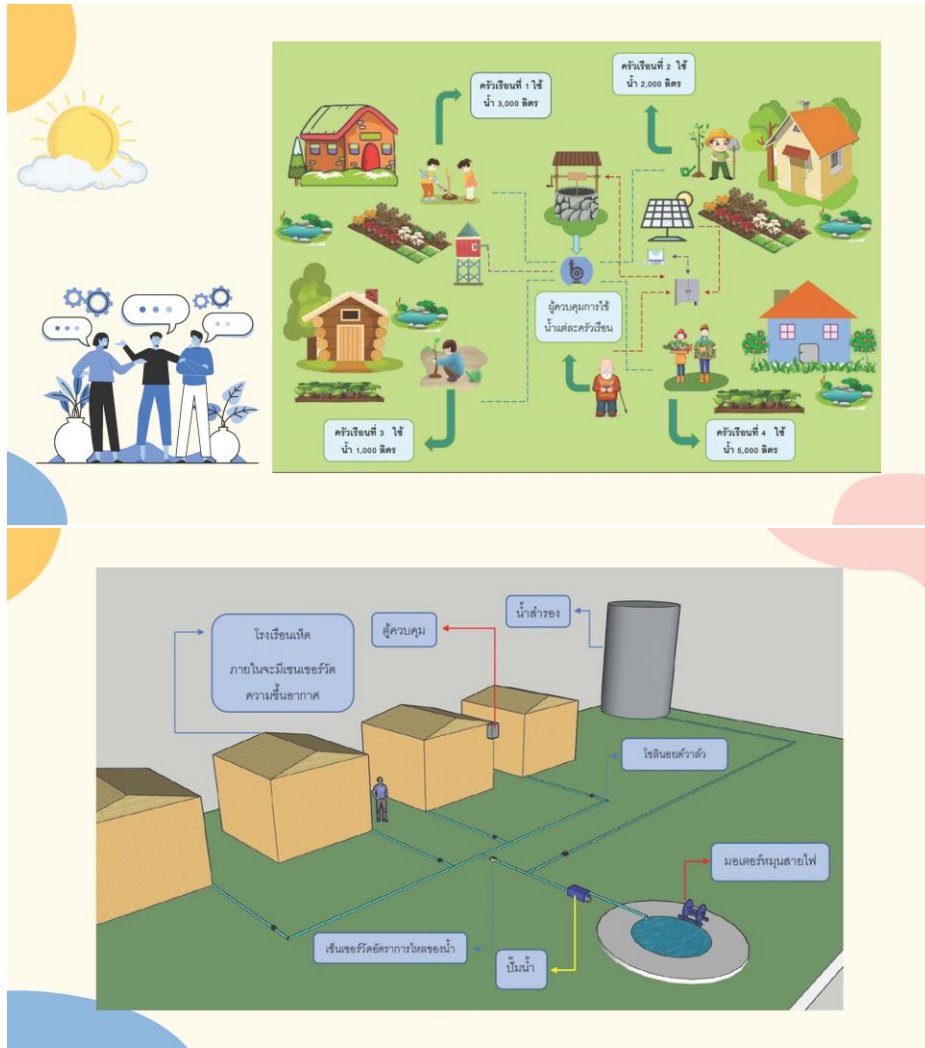 ครัวเรือนที่ 1 ใช้
น้ำ 3,000 ลิตร
ครัวเรือนที่ 2 ใช้
น้ำ 2,000 ลิตร
ผู้ควบคุมการใช้
น้ำแต่ละครัวเรือน
ครัวเรือนที่ 3 ใช้
น้ำ 1,000 ลิตร
ครัวเรือนที่ 4 ใช้
น้ำ 5,000 ลิตร
โรงเรือนเห็ด
ภายในจะมีเซนเซอร์วัด
ความชื้นอากาศ
ตู้ควบคุม
น้ำสำรอง
โซลินอยด์วาล์ว
มอเตอร์หมุนสายไฟ
เซ็นเซอร์วัดอัตราการไหลของน้ำ
ปั๊มน้ำ